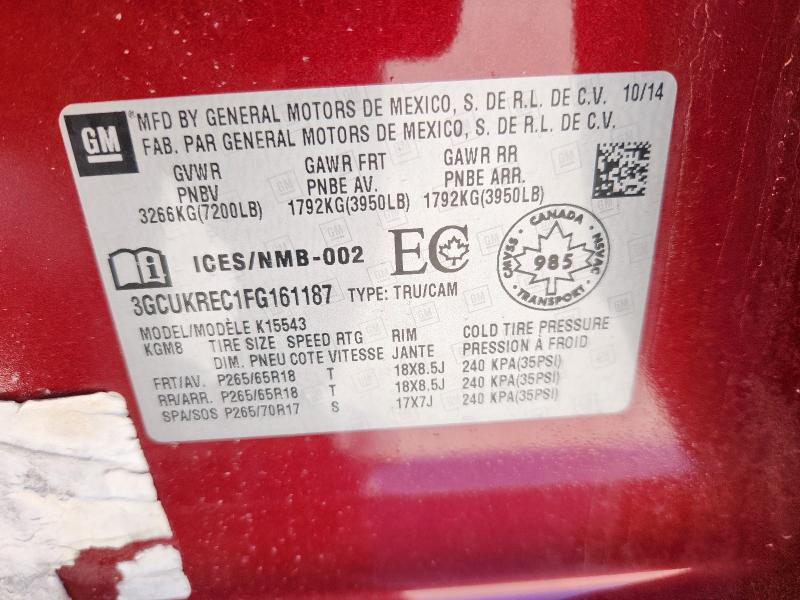 GM
MFD BY GENERAL MOTORS DE MEXICO, S. DE R.L. DE C.V. 10/14
FAB. PAR GENERAL MOTORS DE MEXICO, S. DE R.L. DE C.V.
GVWR GAWR FRT GAWR RR
PNBV PNBE AV. PNBE ARR.
3266KG(7200LB) 1792KG(3950LB) 1792KG(3950LB)
ICES/NMB-002 EC
CANADA
CMVSS 985 NSVAC
TRANSPORT
3GCUKREC1FG161187 TYPE: TRU/CAM
MODEL/MODÈLE K15543
KGM8 TIRE SIZE SPEED RTG RIM COLD TIRE PRESSURE
DIM. PNEU COTE VITESSE JANTE PRESSION À FROID
FRT/AV. P265/65R18 T 18X8.5J 240 KPA(35PSI)
RR/ARR. P265/65R18 T 18X8.5J 240 KPA(35PSI)
SPA/SOS P265/70R17 S 17X7J 240 KPA(35PSI)